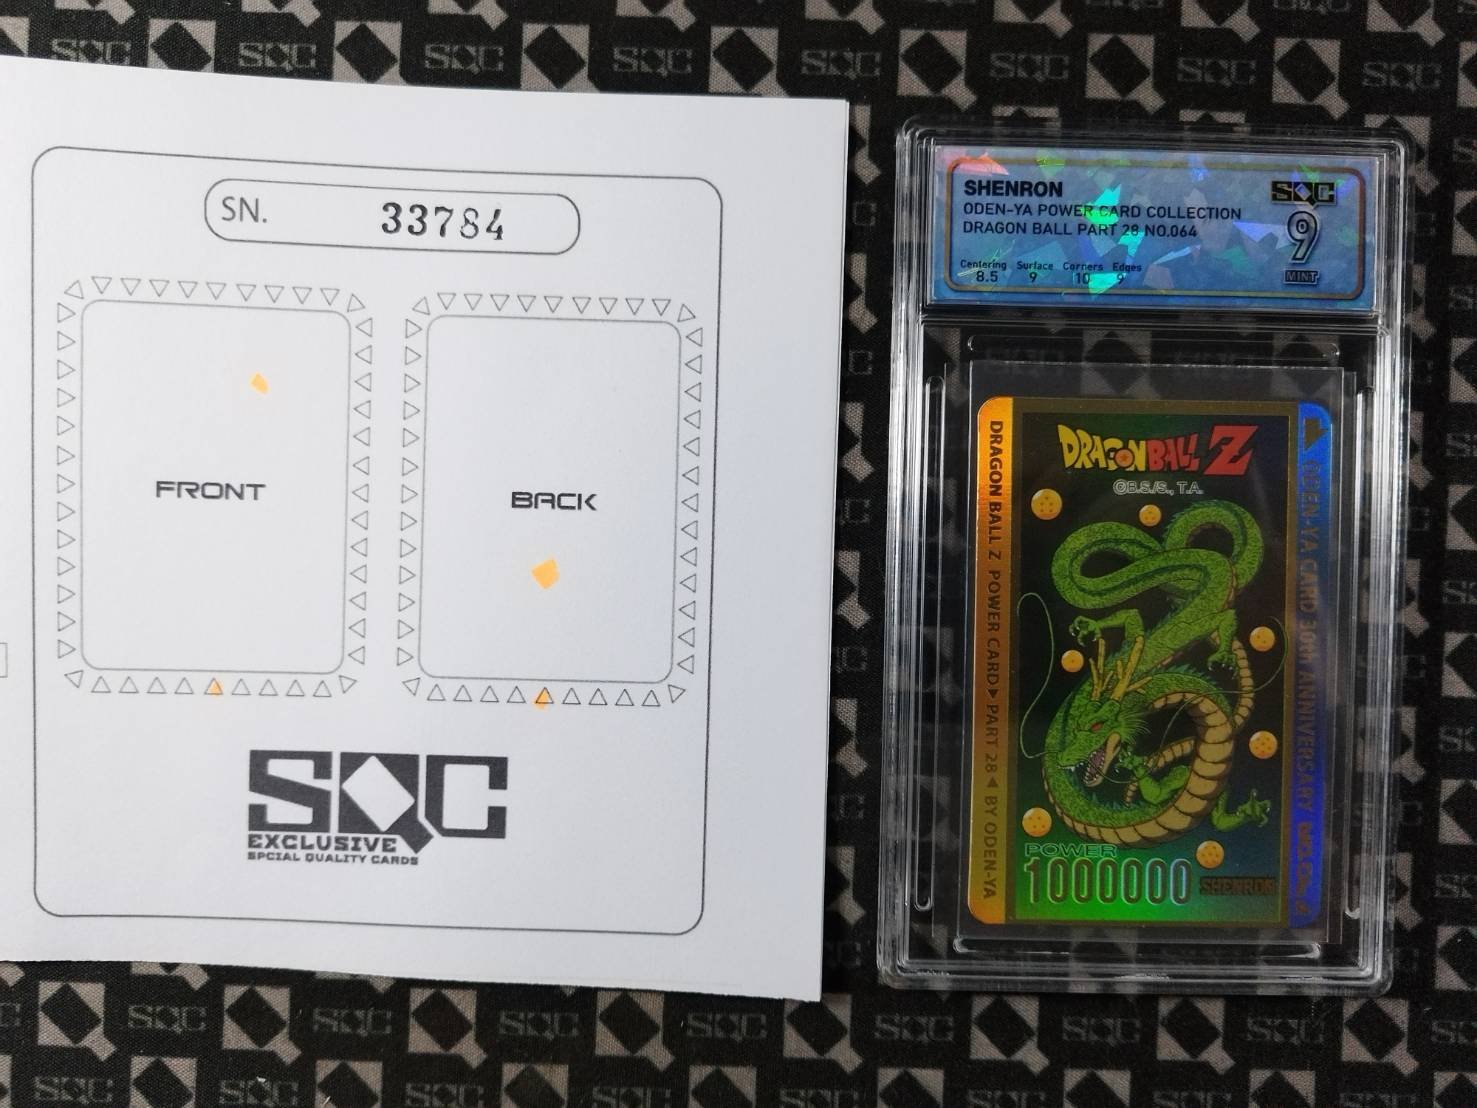 SN. 33784
FRONT
BACK
SQC
EXCLUSIVE
SPCIAL QUALITY CARDS
SHENRON
ODEN-YA POWER CARD COLLECTION
DRAGON BALL PART 28 NO.064
Centering Surface Corners Edges
8.5 9 10 9
SQC
9
MINT
DRAGON BALL Z POWER CARD▶ PART 28◀ BY ODEN-YA
DRAGONBALL Z
©B.S./S., T.A.
POWER
1000000
SHENRON
ODEN-YA CARD 30TH ANNIVERSARY